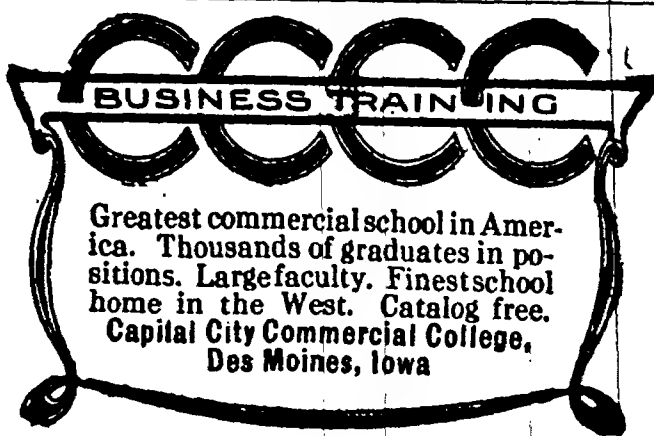 CCCC
BUSINESS TRAINING
Greatest commercial school in Amer-
ica. Thousands of graduates in po-
sitions. Large faculty. Finest school
home in the West. Catalog free.
Capital City Commercial College,
Des Moines, Iowa